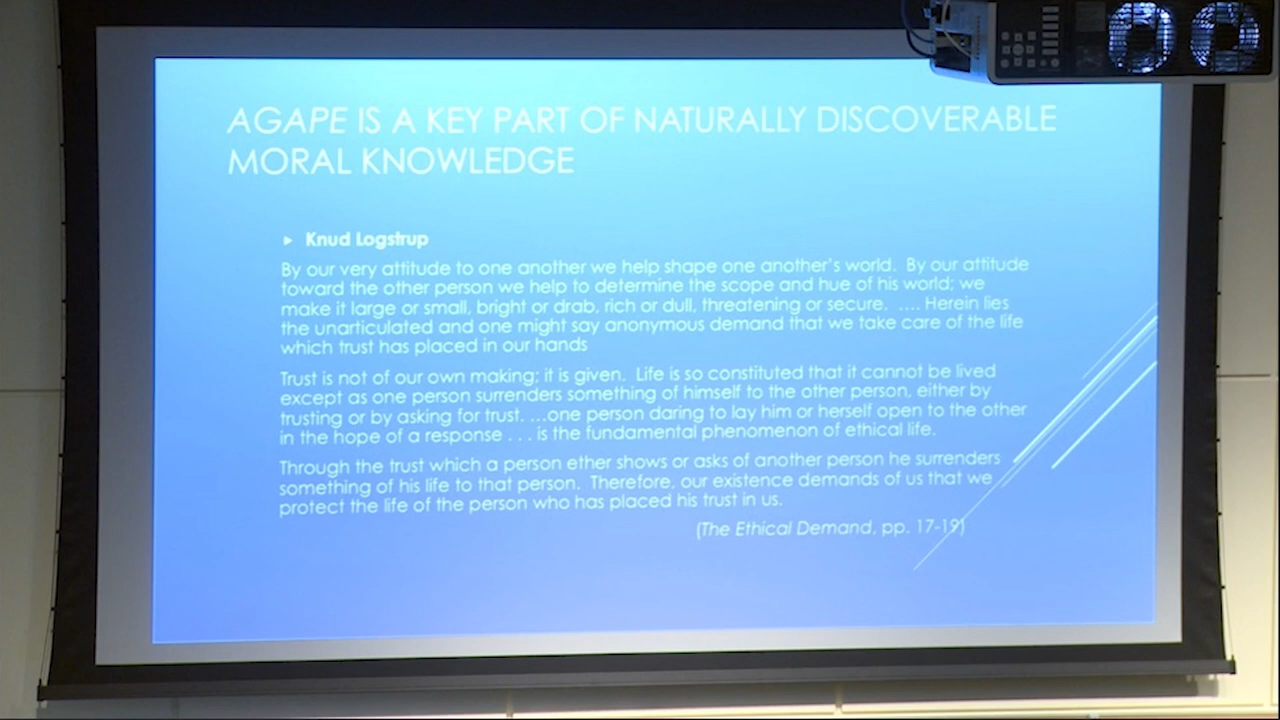 AGAPE IS A KEY PART OF NATURALLY DISCOVERABLE
MORAL KNOWLEDGE
Knud Logstrup
By our very attitude to one another we help shape one another's world. By our attitude
toward the other person we help to determine the scope and hue of his world; we
make it large or small, bright or drab, rich or dull, threatening or secure. .... Herein lies
the unarticulated and one might say anonymous demand that we take care of the life
which trust has placed in our hands
Trust is not of our own making; it is given. Life is so constituted that it cannot be lived
except as one person surrenders something of himself to the other person, either by
trusting or by asking for trust. ...one person daring to lay him or herself open to the other
in the hope of a response . . . is the fundamental phenomenon of ethical life.
Through the trust which a person ether shows or asks of another person he surrenders
something of his life to that person. Therefore, our existence demands of us that we
protect the life of the person who has placed his trust in us.
(The Ethical Demand, pp. 17-19)